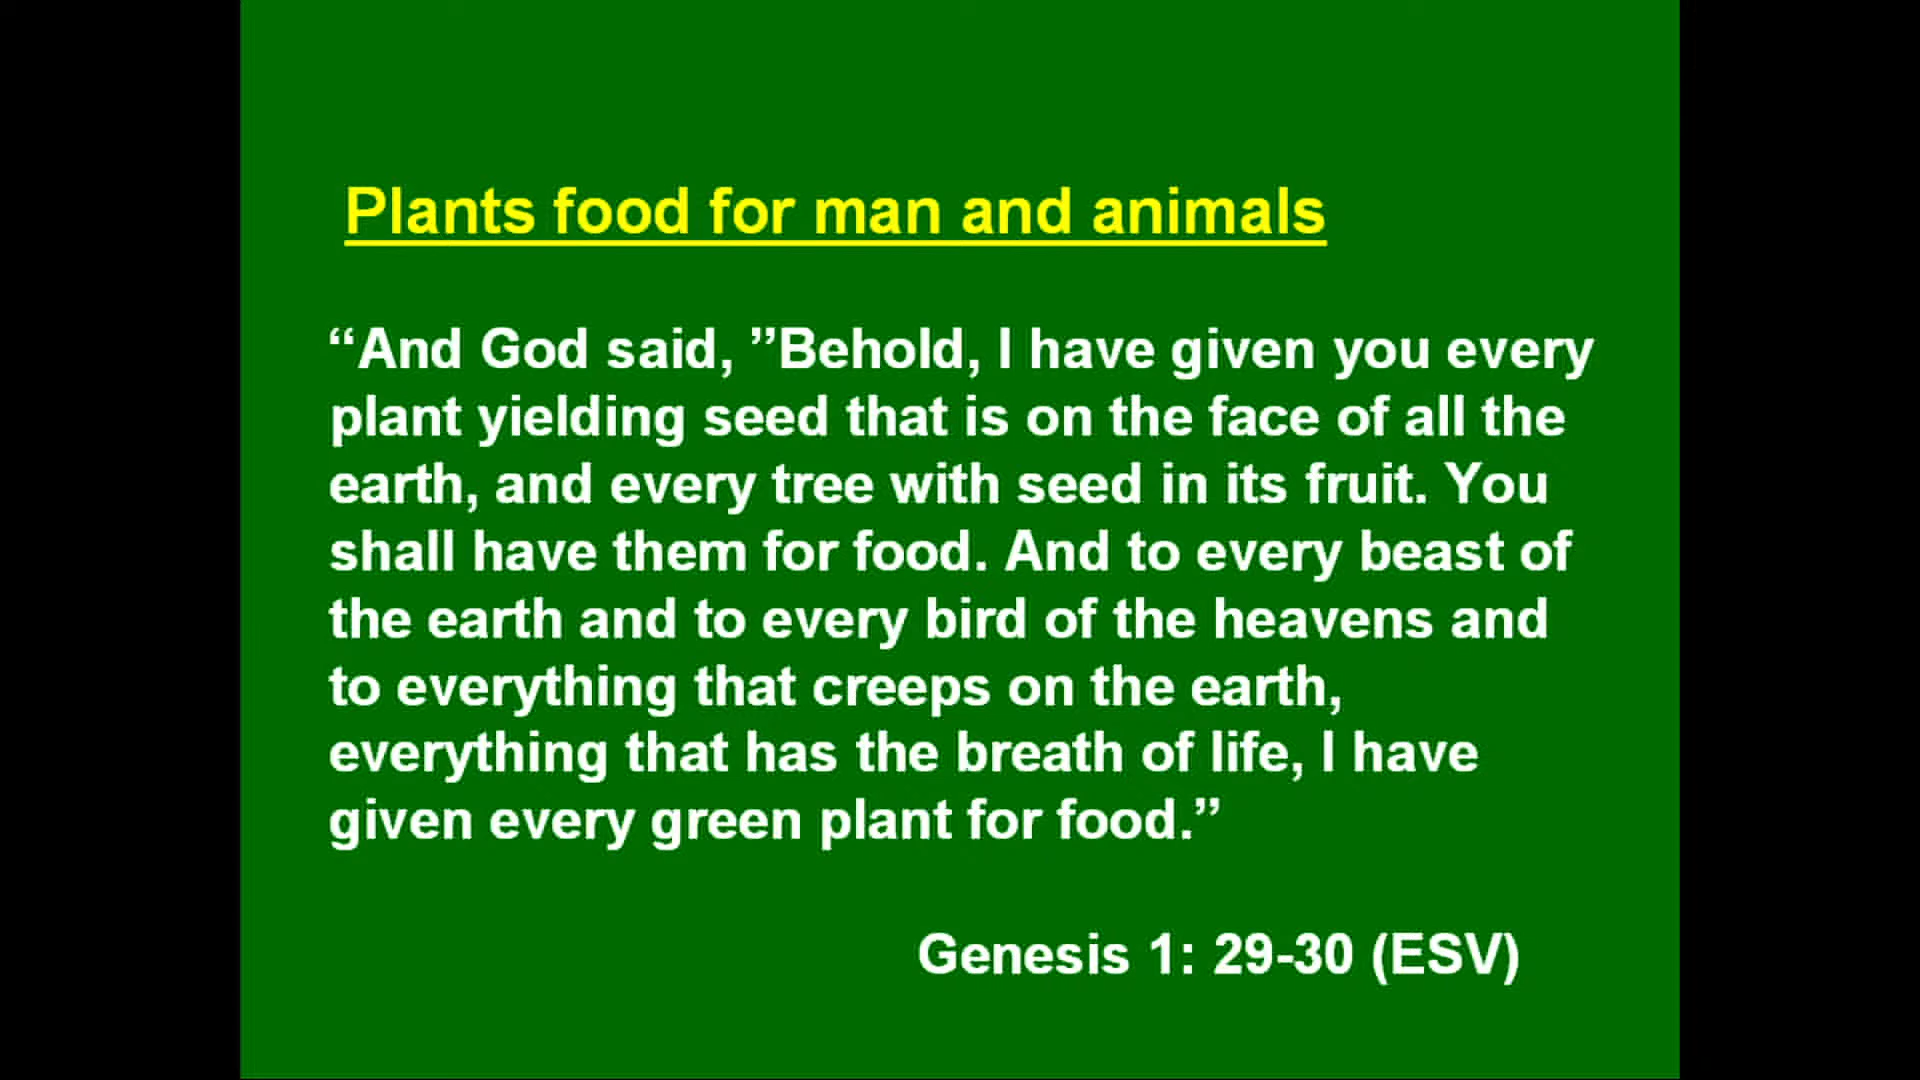 Plants food for man and animals
“And God said, ”Behold, I have given you every
plant yielding seed that is on the face of all the
earth, and every tree with seed in its fruit. You
shall have them for food. And to every beast of
the earth and to every bird of the heavens and
to everything that creeps on the earth,
everything that has the breath of life, I have
given every green plant for food.”
Genesis 1: 29-30 (ESV)